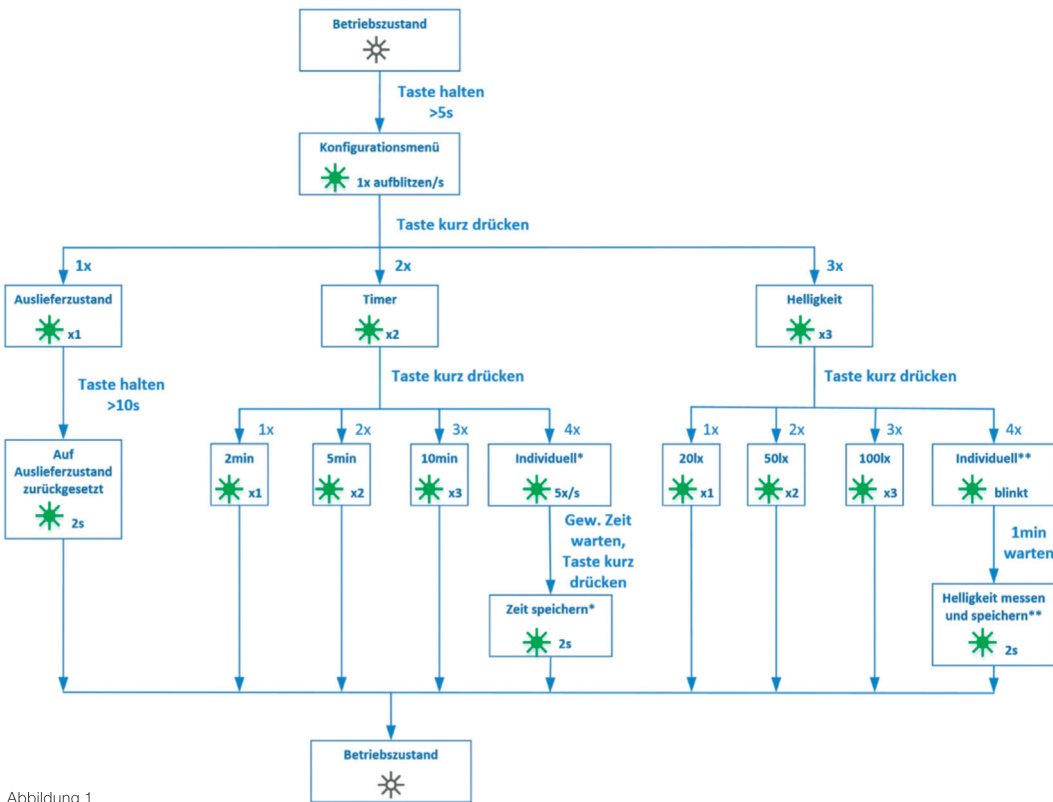 Betriebszustand
Taste halten
>5s
Konfigurationsmenü
1x aufblitzen/s
Taste kurz drücken
1x
2x
3x
Auslieferzustand
x1
Timer
x2
Helligkeit
x3
Taste halten
>10s
Taste kurz drücken
Taste kurz drücken
1x
2x
3x
4x
1x
2x
3x
4x
Auf
Auslieferzustand
zurückgesetzt
2s
2min
x1
5min
x2
10min
x3
Individuell*
5x/s
20lx
x1
50lx
x2
100lx
x3
Individuell**
blinkt
Gew. Zeit
warten,
Taste kurz
drücken
1min
warten
Zeit speichern*
2s
Helligkeit messen
und speichern**
2s
Betriebszustand
Abbildung 1